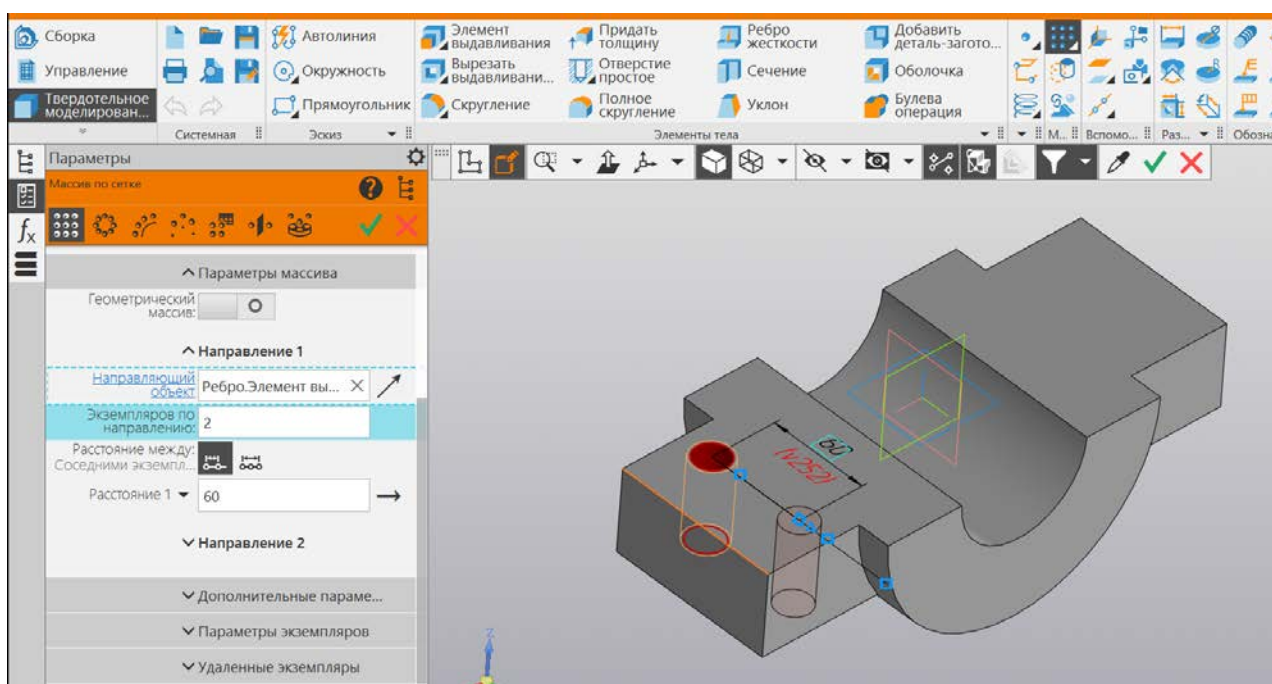 Сборка
Управление
Твердотельное
моделирован...
Системная
Автолиния
Окружность
Прямоугольник
Эскиз
Элемент
выдавливания
Вырезать
выдавливани...
Скругление
Придать
толщину
Отверстие
простое
Полное
скругление
Ребро
жесткости
Сечение
Уклон
Добавить
деталь-загото...
Оболочка
Булева
операция
Элементы тела
М...
Вспомо...
Раз...
Обозна
Параметры
Массив по сетке
fx
Параметры массива
Геометрический
массив:
Направление 1
Направляющий
объект
Ребро.Элемент вы...
Экземпляров по
направлению:
2
Расстояние между:
Соседними экземпл...
Расстояние 1
60
Направление 2
Дополнительные параме...
Параметры экземпляров
Удаленные экземпляры
60
(v252)
Z